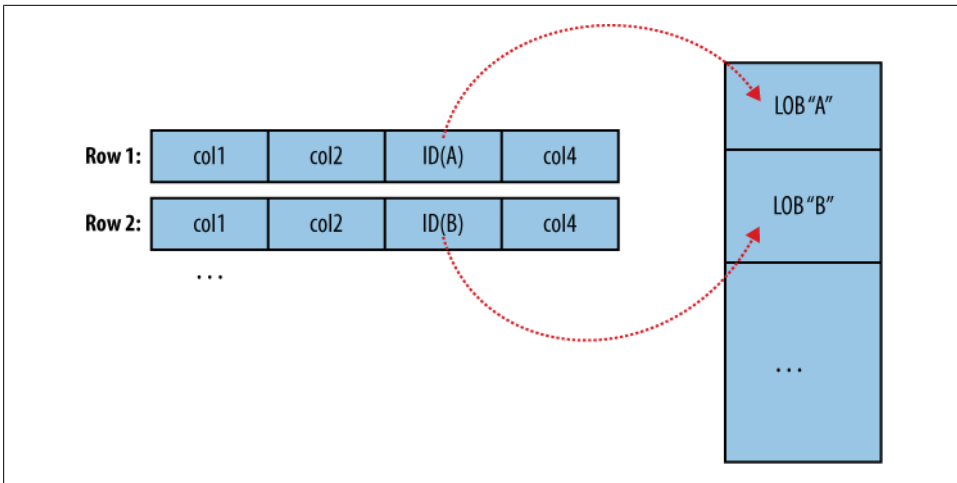 LOB “A”
Row 1: col1 col2 ID(A) col4
LOB “B”
Row 2: col1 col2 ID(B) col4
...
...